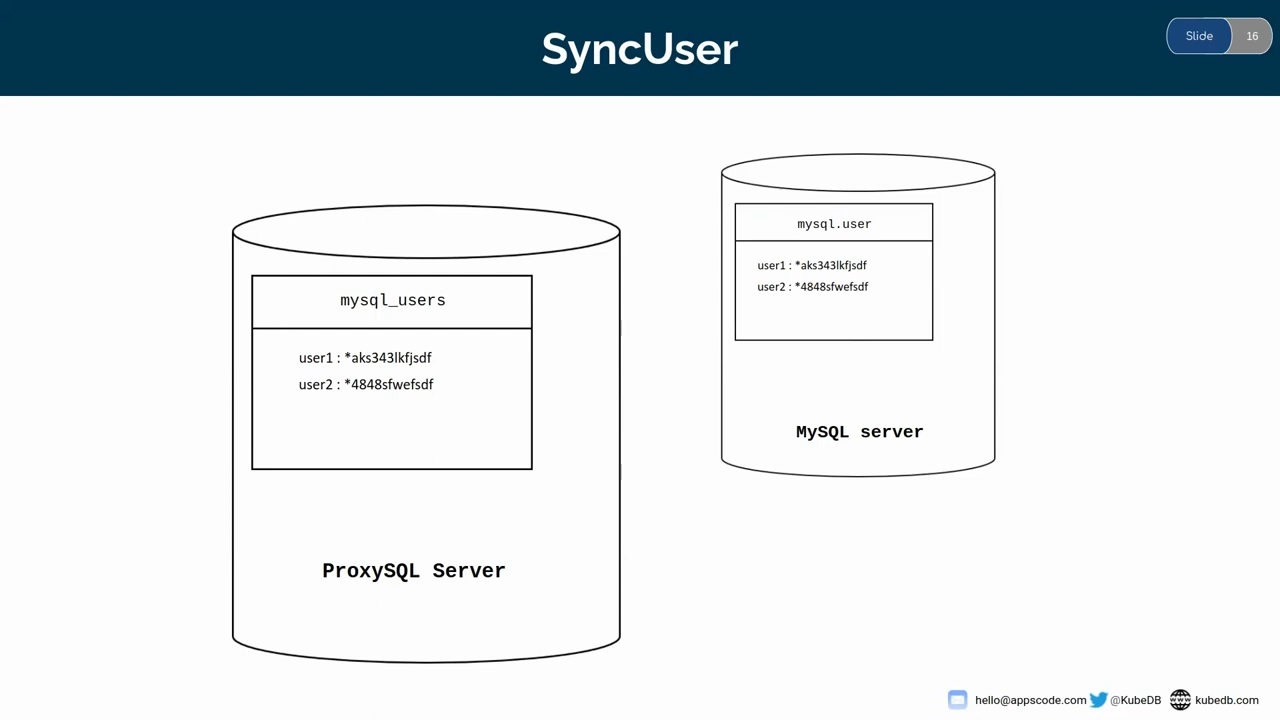 SyncUser
Slide 16
mysql_users
user1 : *aks343lkfjsdf
user2 : *4848sfwefsdf
ProxySQL Server
mysql.user
user1 : *aks343lkfjsdf
user2 : *4848sfwefsdf
MySQL server
hello@appscode.com @KubeDB kubedb.com